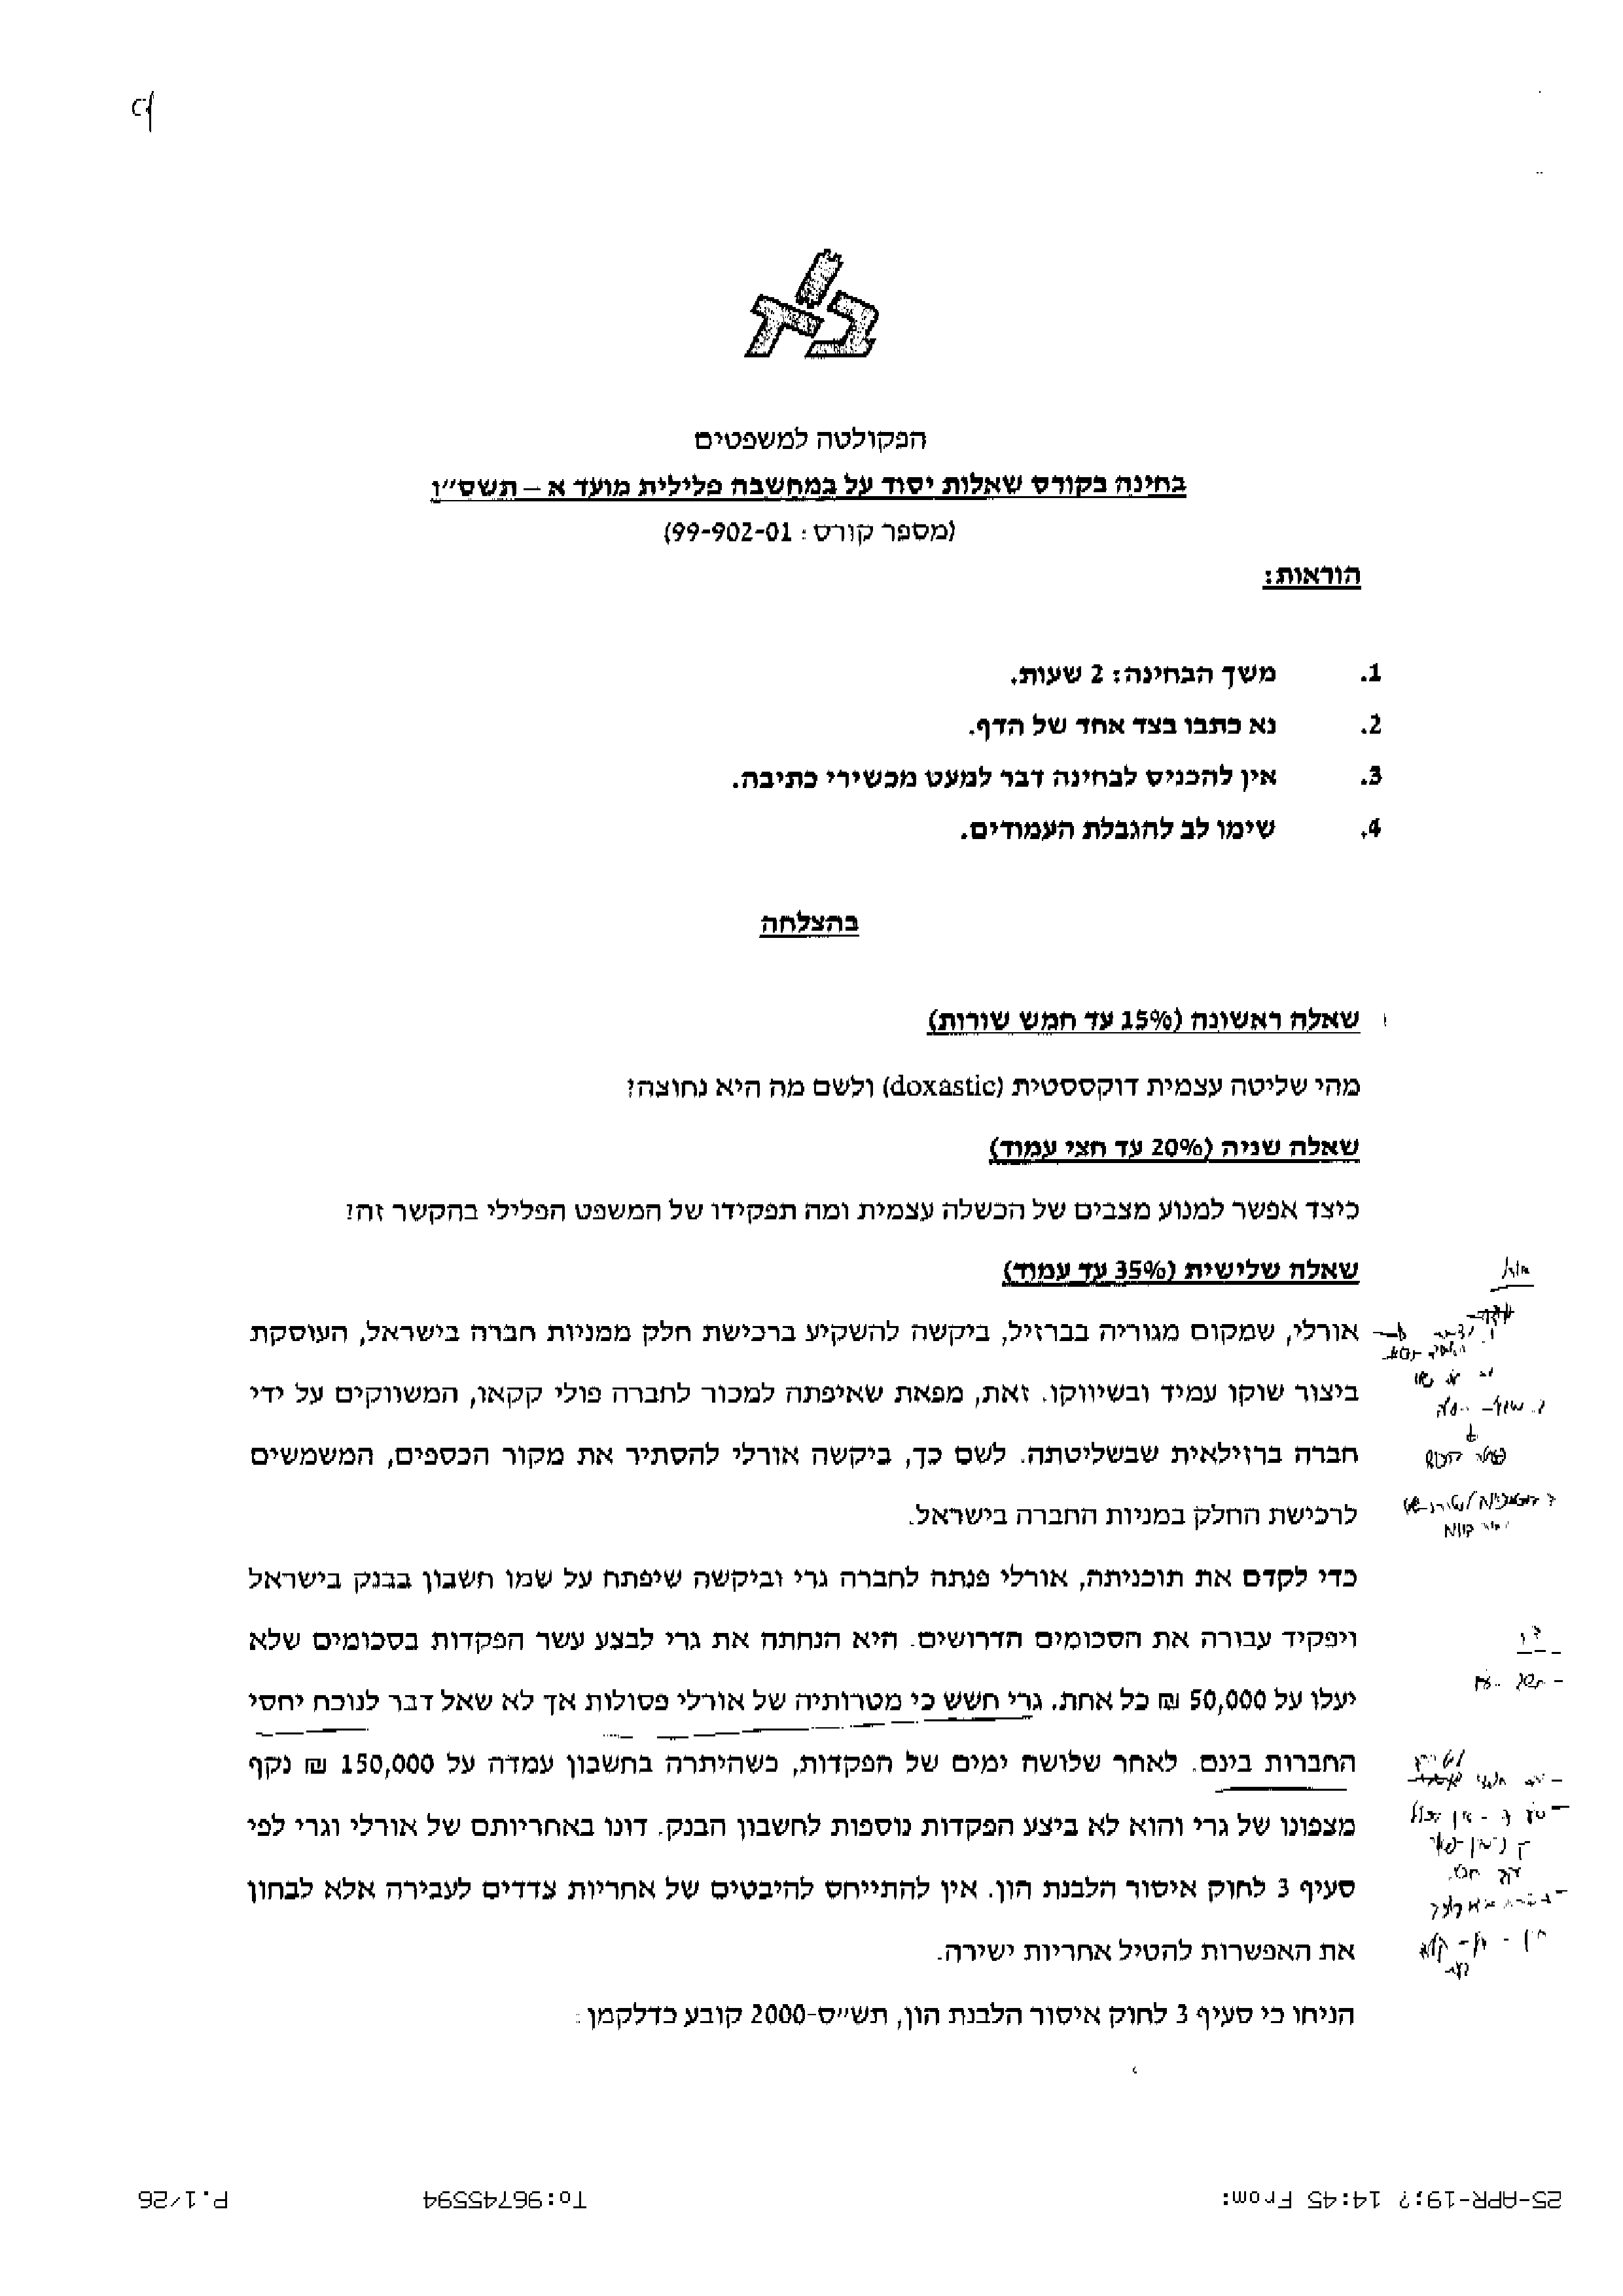 הפקולטה למשפטים
בחינה בקורס שאלות יסוד על במחשבה פלילית מועד א – תשס"ו
(מספר קורס: 99-902-01)
הוראות:
1. משך הבחינה: 2 שעות.
2. נא כתבו בצד אחד של הדף.
3. אין להכניס לבחינה דבר למעט מכשירי כתיבה.
4. שימו לב להגבלת העמודים.
בהצלחה
שאלה ראשונה (15% עד חמש שורות)
מהי שליטה עצמית דוקססטית (doxastic) ולשם מה היא נחוצה?
שאלה שניה (20% עד חצי עמוד)
כיצד אפשר למנוע מצבים של הכשלה עצמית ומה תפקידו של המשפט הפלילי בהקשר זה?
שאלה שלישית (35% עד עמוד)
אורלי, שמקום מגוריה בברזיל, ביקשה להשקיע ברכישת חלק ממניות חברה בישראל, העוסקת
ביצור שוקו עמיד ובשיווקו. זאת, מפאת שאיפתה למכור לחברה פולי קקאו, המשווקים על ידי
חברה ברזילאית שבשליטתה. לשם כך, ביקשה אורלי להסתיר את מקור הכספים, המשמשים
לרכישת החלק במניות החברה בישראל.
כדי לקדם את תוכניתה, אורלי פנתה לחברה גרי וביקשה שיפתח על שמו חשבון בבנק בישראל
ויפקיד עבורה את הסכומים הדרושים. היא הנחתה את גרי לבצע עשר הפקדות בסכומים שלא
יעלו על 50,000 ₪ כל אחת. גרי חשש כי מטרותיה של אורלי פסולות אך לא שאל דבר לנוכח יחסי
החברות בינם. לאחר שלושה ימים של הפקדות, כשהיתרה בחשבון עמדה על 150,000 ₪ נקף
מצפונו של גרי והוא לא ביצע הפקדות נוספות לחשבון הבנק. דונו באחריותם של אורלי וגרי לפי
סעיף 3 לחוק איסור הלבנת הון. אין להתייחס להיבטים של אחריות צדדים לעבירה אלא לבחון
את האפשרות להטיל אחריות ישירה.
הניחו כי סעיף 3 לחוק איסור הלבנת הון, תש"ס-2000 קובע כדלקמן:
25-APR-19;? 14:45 From: To:96745594 P.1/26